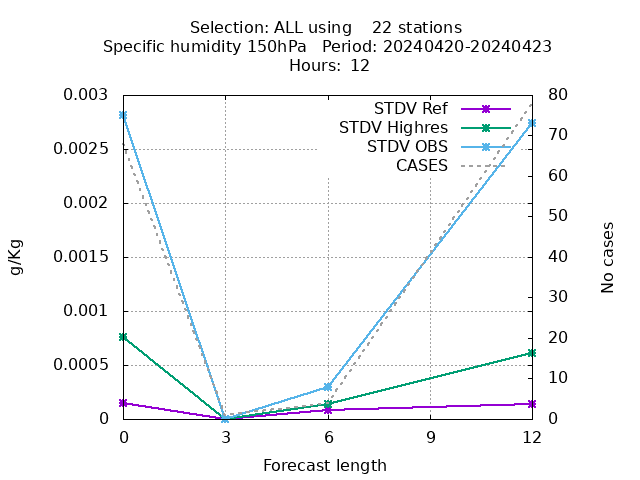 Selection: ALL using    22 stations
Specific humidity 150hPa   Period: 20240420-20240423
Hours: 12
STDV Ref
STDV Highres
STDV OBS
CASES
0.003
0.0025
0.002
0.0015
0.001
0.0005
0
80
70
60
50
40
30
20
10
0
g/Kg
No cases
0
3
6
9
12
Forecast length